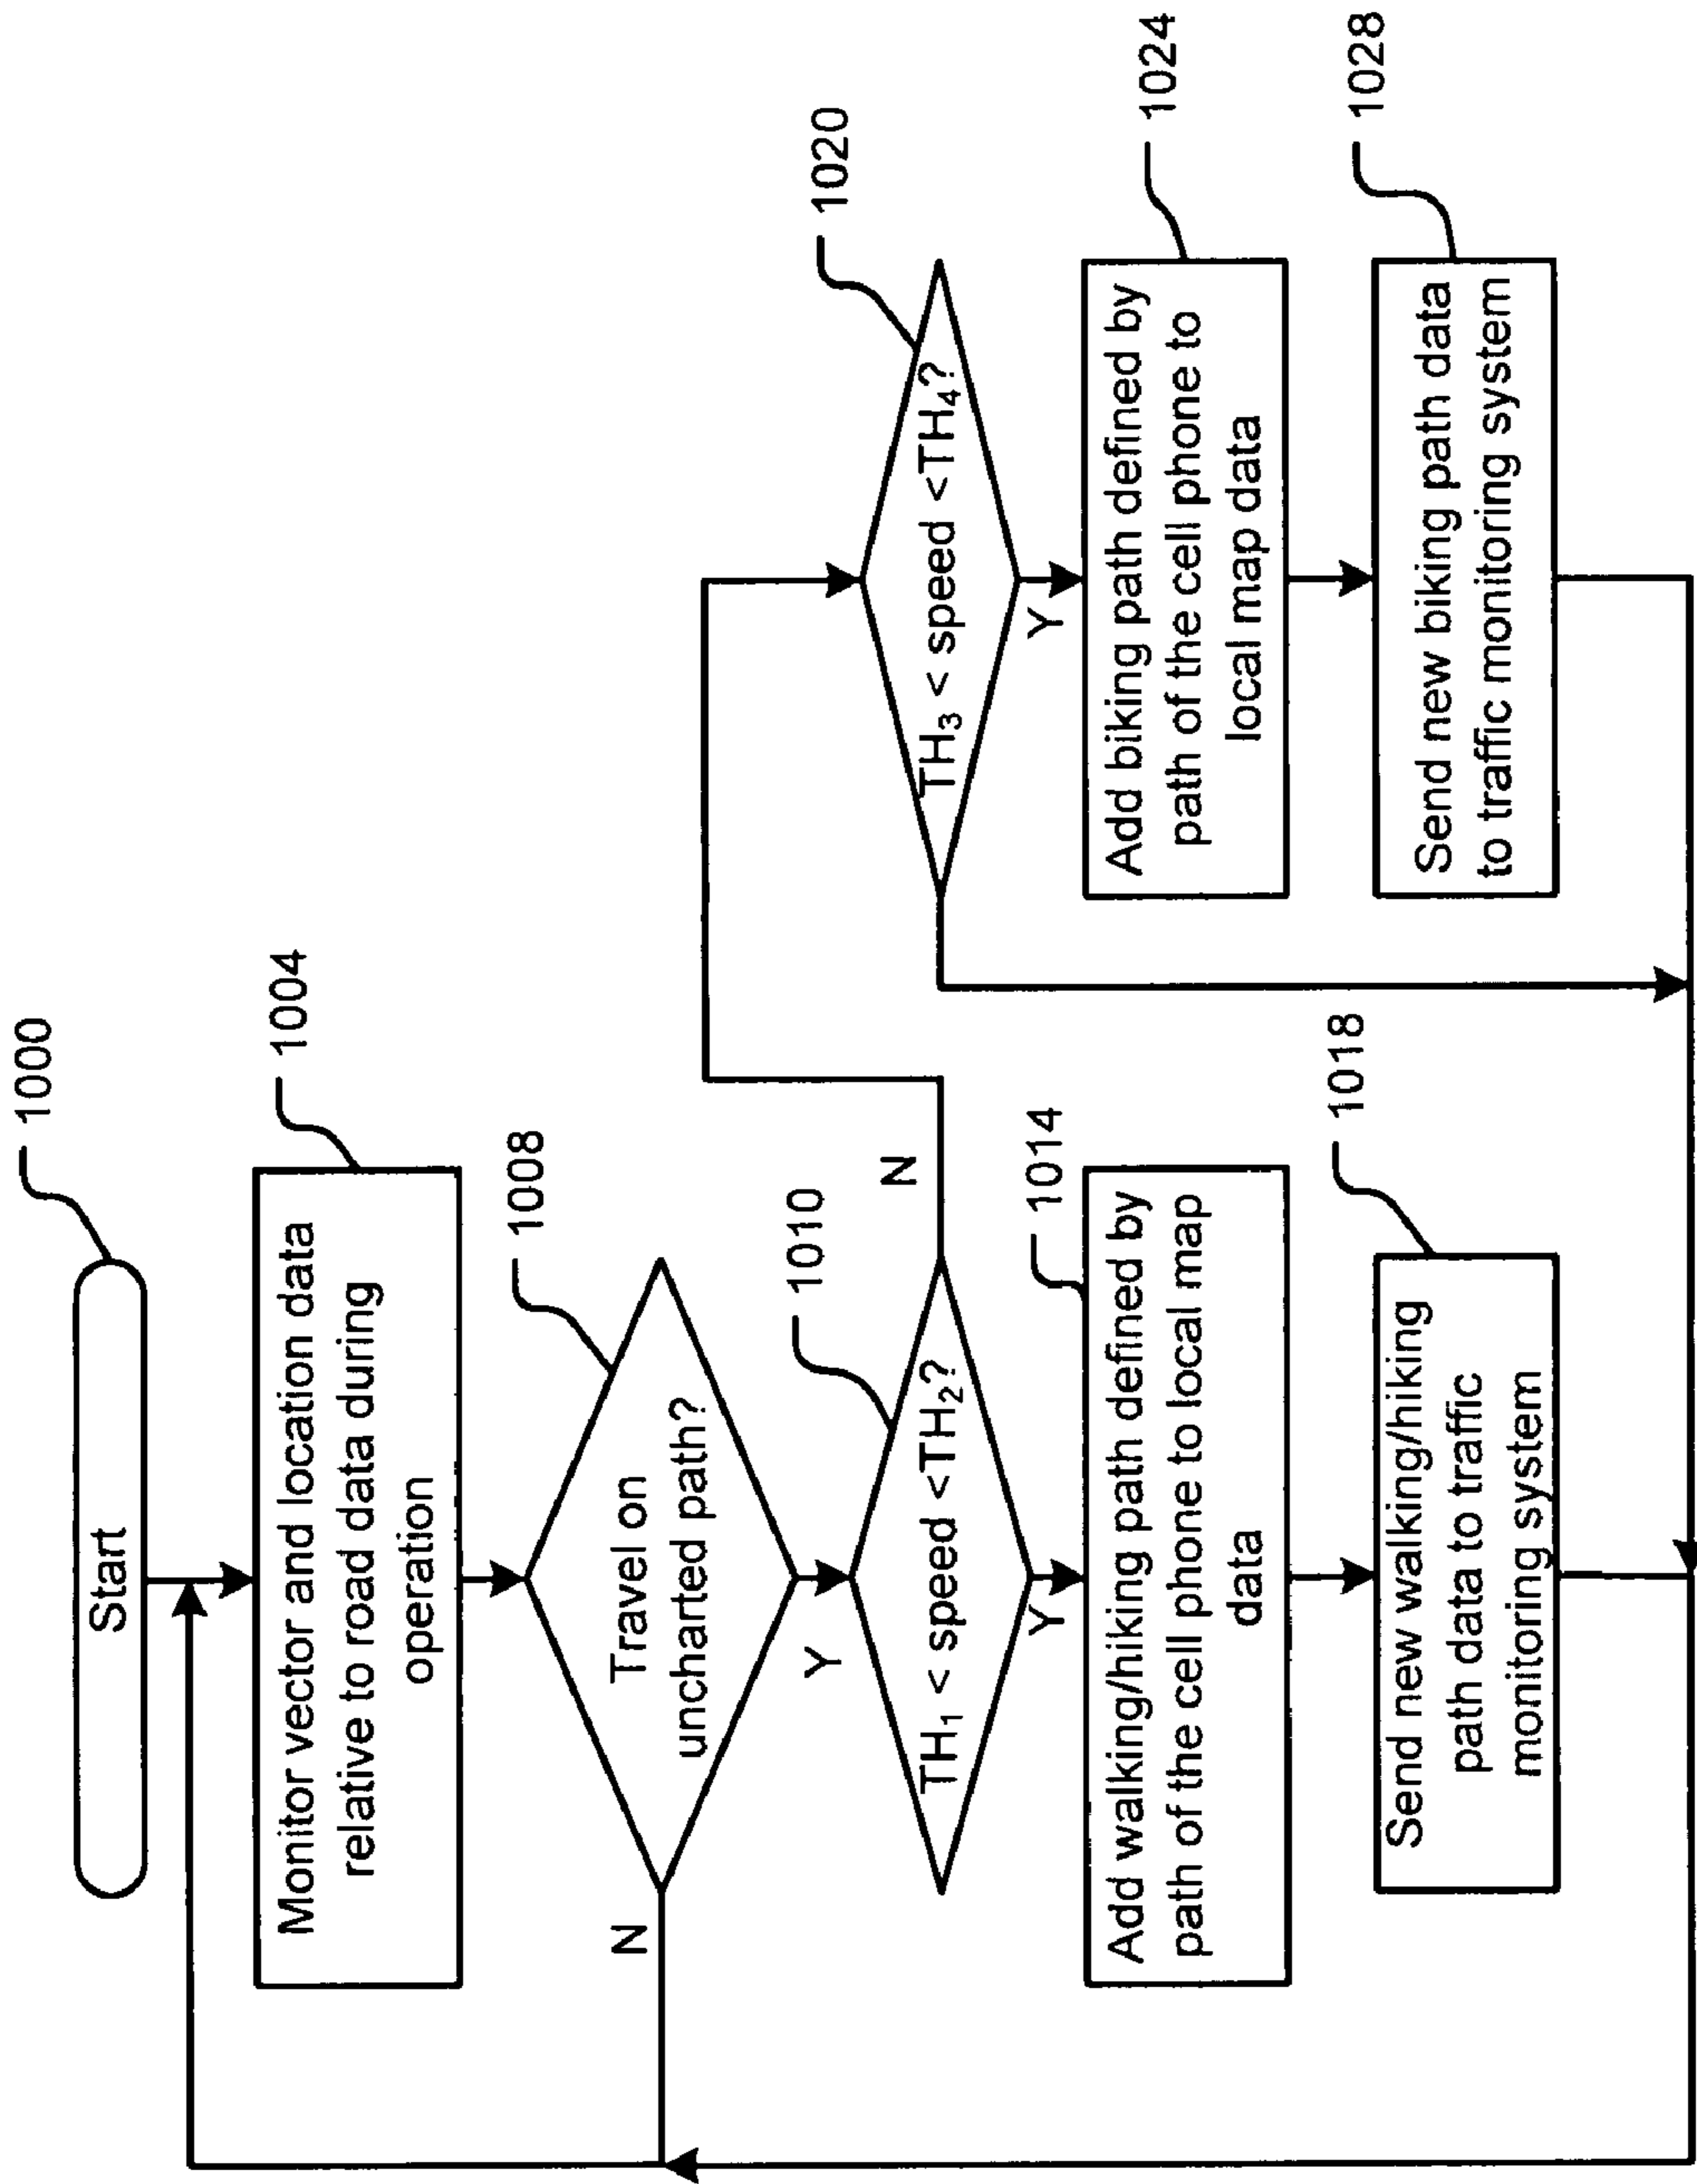 Start
1000
Monitor vector and location data
relative to road data during
operation
1004
Travel on
uncharted path?
1008
N
Y
TH₁ < speed <TH₂?
1010
N
Y
Add walking/hiking path defined by
path of the cell phone to local map
data
1014
Send new walking/hiking
path data to traffic
monitoring system
1018
TH₃ < speed <TH₄?
1020
Y
Add biking path defined by
path of the cell phone to
local map data
1024
Send new biking path data
to traffic monitoring system
1028